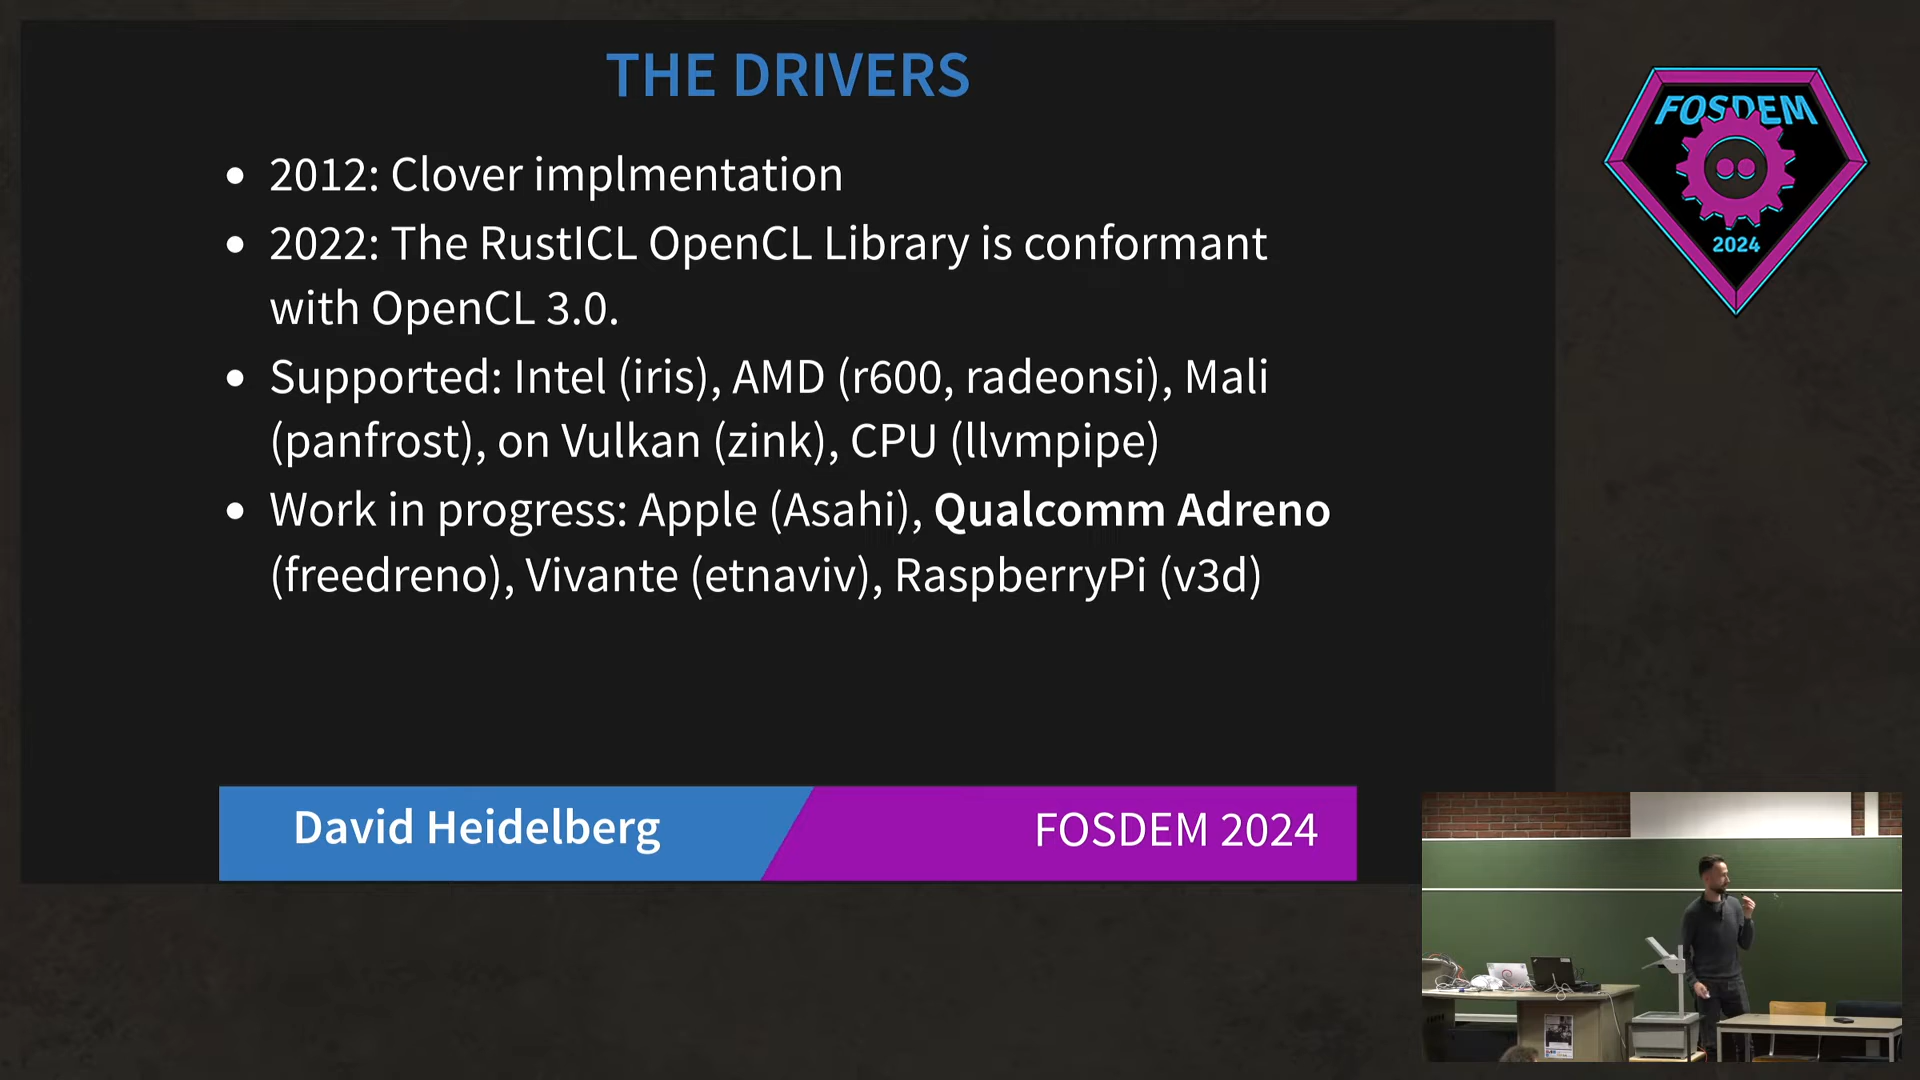 THE DRIVERS
• 2012: Clover implmentation
• 2022: The RustICL OpenCL Library is conformant
with OpenCL 3.0.
• Supported: Intel (iris), AMD (r600, radeonsi), Mali
(panfrost), on Vulkan (zink), CPU (llvmpipe)
• Work in progress: Apple (Asahi), Qualcomm Adreno
(freedreno), Vivante (etnaviv), RaspberryPi (v3d)
David Heidelberg
FOSDEM 2024
FOSDEM
2024